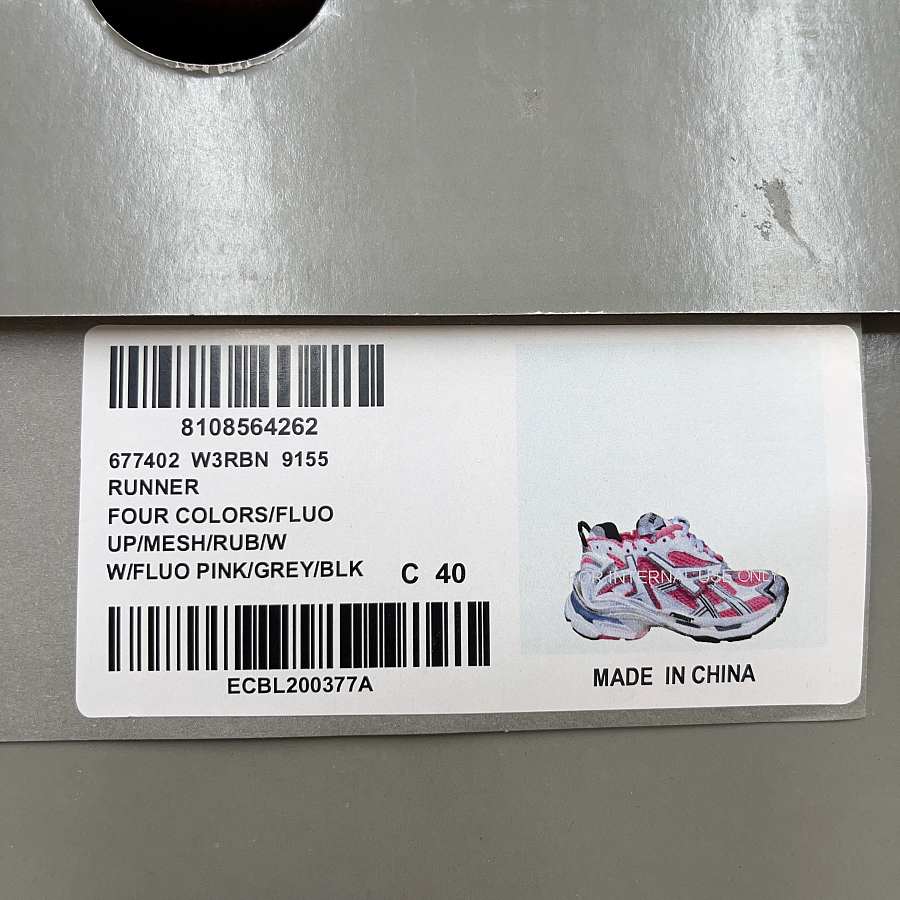 8108564262
677402 W3RBN 9155
RUNNER
FOUR COLORS/FLUO
UP/MESH/RUB/W
W/FLUO PINK/GREY/BLK C 40
ECBL200377A
FOR INTERNAL USE ONLY
MADE IN CHINA